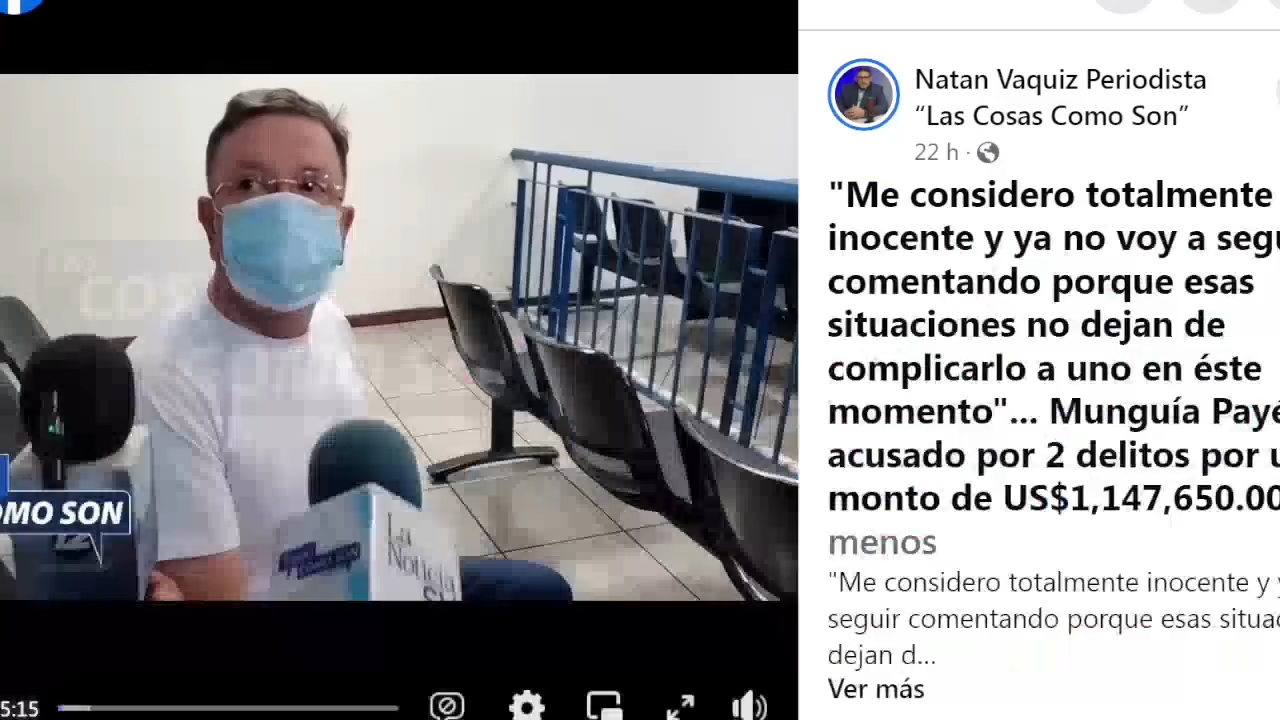 Natan Vaquiz Periodista
“Las Cosas Como Son”
22 h ·
"Me considero totalmente
inocente y ya no voy a segu
comentando porque esas
situaciones no dejan de
complicarlo a uno en éste
momento"... Munguía Payé
acusado por 2 delitos por u
monto de US$1,147,650.00
menos
"Me considero totalmente inocente y y
seguir comentando porque esas situac
dejan d...
Ver más
OMO SON
12
La
Noticia
SV
5:15